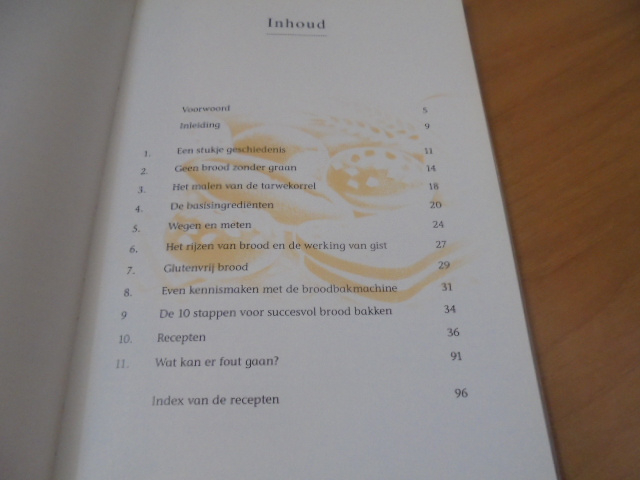 Inhoud
Voorwoord 5
Inleiding 9
1. Een stukje geschiedenis 11
2. Geen brood zonder graan 14
3. Het malen van de tarwekorrel 18
4. De basisingrediënten 20
5. Wegen en meten 24
6. Het rijzen van brood en de werking van gist 27
7. Glutenvrij brood 29
8. Even kennismaken met de broodbakmachine 31
9 De 10 stappen voor succesvol brood bakken 34
10. Recepten 36
11. Wat kan er fout gaan? 91
Index van de recepten 96